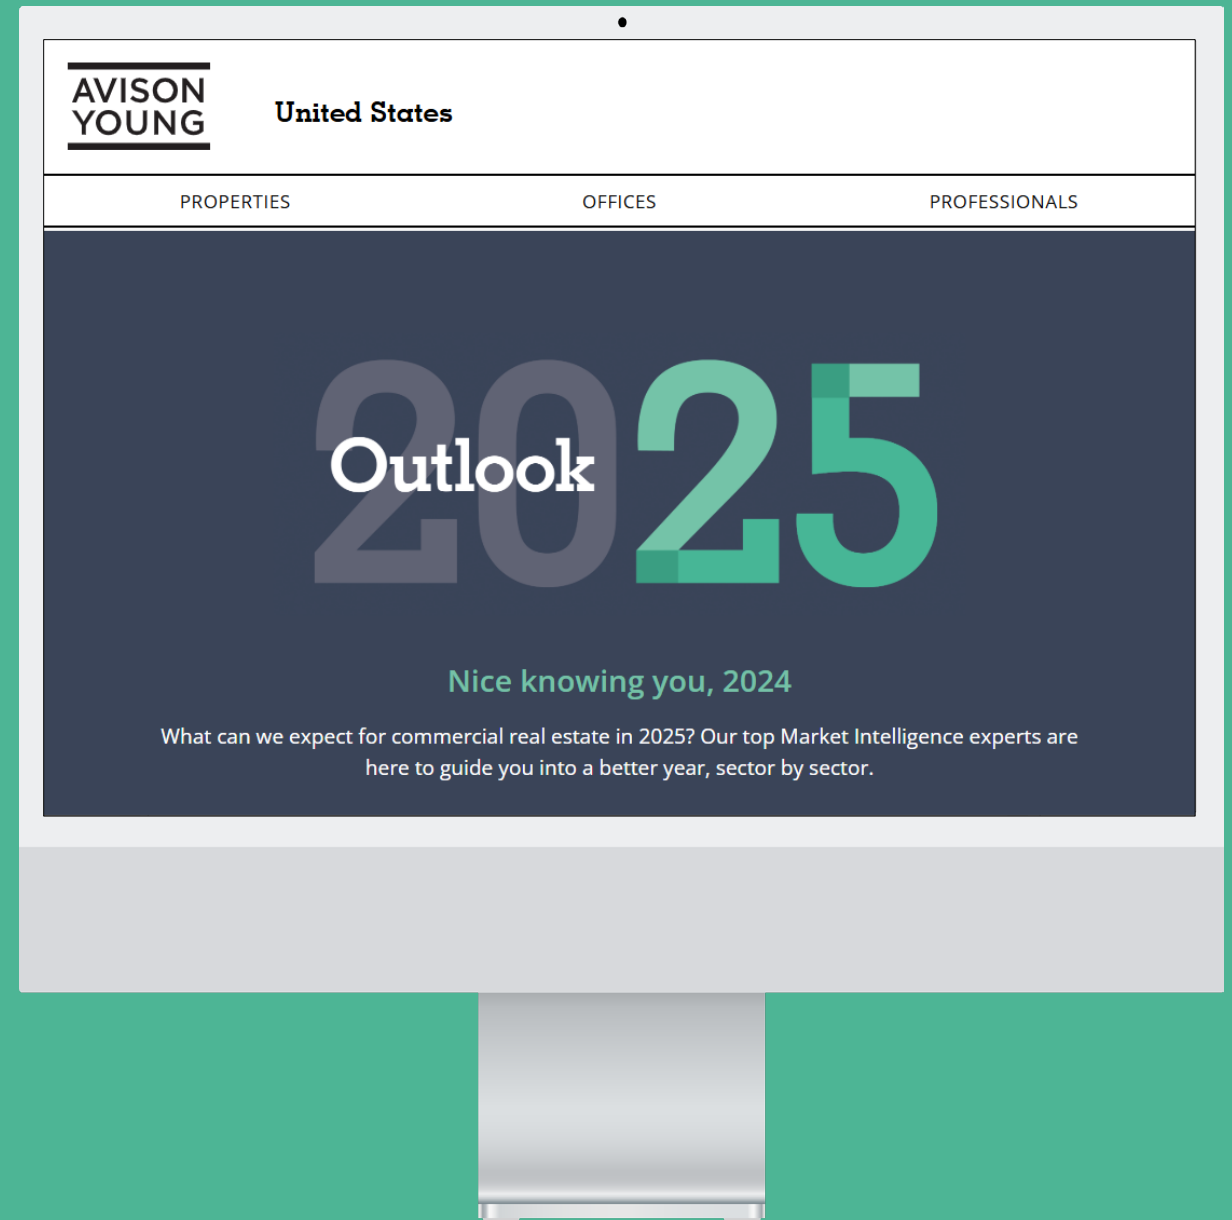 AVISON
YOUNG
United States
PROPERTIES OFFICES PROFESSIONALS
2025
Outlook
Nice knowing you, 2024
What can we expect for commercial real estate in 2025? Our top Market Intelligence experts are
here to guide you into a better year, sector by sector.